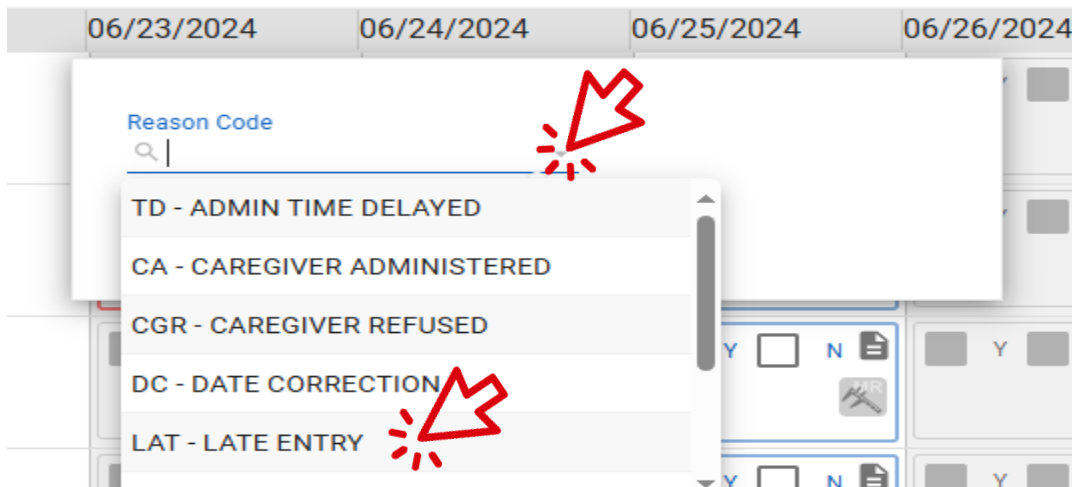 06/23/2024 06/24/2024 06/25/2024 06/26/2024
Reason Code
TD - ADMIN TIME DELAYED
CA - CAREGIVER ADMINISTERED
CGR - CAREGIVER REFUSED
DC - DATE CORRECTION
LAT - LATE ENTRY
Y N Y
MR
Y N Y